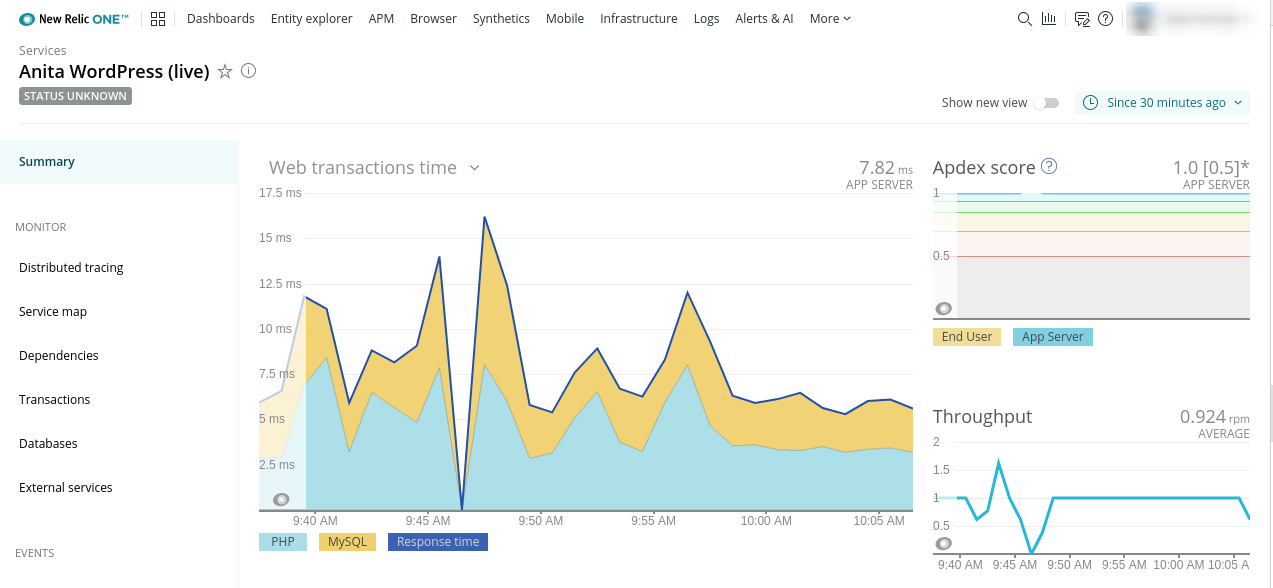 New Relic ONE™ Dashboards Entity explorer APM Browser Synthetics Mobile Infrastructure Logs Alerts & AI More
Services
Anita WordPress (live)
STATUS UNKNOWN
Show new view Since 30 minutes ago
Summary
MONITOR
Distributed tracing
Service map
Dependencies
Transactions
Databases
External services
EVENTS
Web transactions time
7.82 ms
APP SERVER
17.5 ms
15 ms
12.5 ms
10 ms
7.5 ms
5 ms
2.5 ms
9:40 AM 9:45 AM 9:50 AM 9:55 AM 10:00 AM 10:05 AM
PHP MySQL Response time
Apdex score ?
1.0 [0.5]*
APP SERVER
1
0.5
End User App Server
Throughput
0.924 rpm
AVERAGE
2
1.5
1
0.5
9:40 AM 9:45 AM 9:50 AM 9:55 AM 10:00 AM 10:05 A